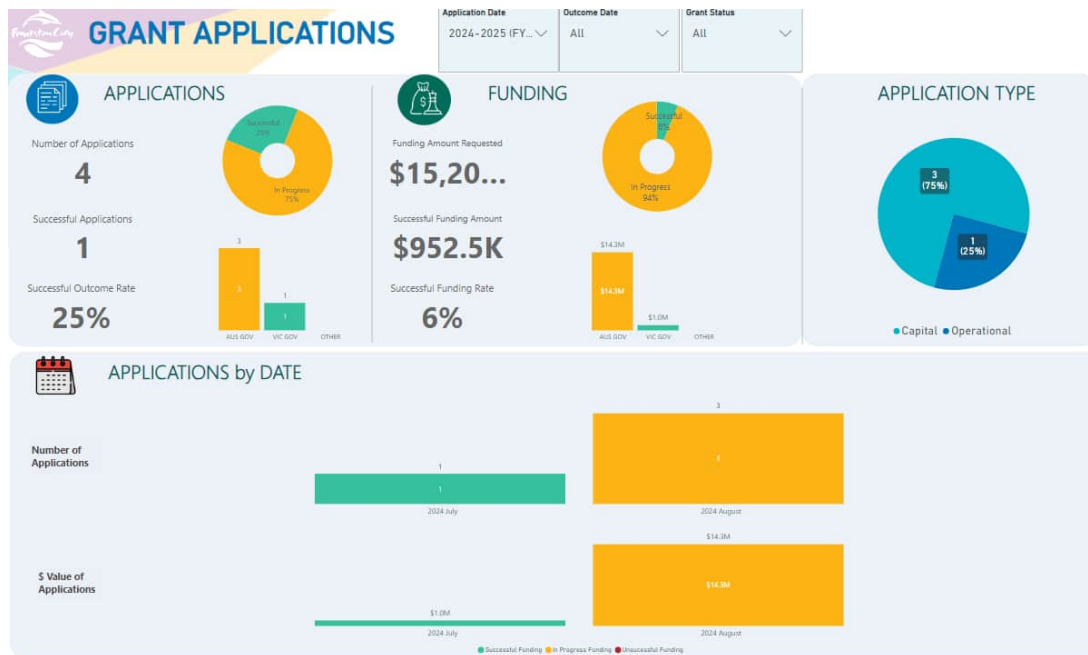 Frankston City
GRANT APPLICATIONS
Application Date
2024-2025 (FY...
Outcome Date
All
Grant Status
All
APPLICATIONS
Number of Applications
4
Successful Applications
1
Successful Outcome Rate
25%
Successful
25%
In Progress
75%
3
3
1
1
AUS GOV
VIC GOV
OTHER
FUNDING
Funding Amount Requested
$15,20...
Successful Funding Amount
$952.5K
Successful Funding Rate
6%
Successful
6%
In Progress
94%
$14.3M
$14.3M
$1.0M
AUS GOV
VIC GOV
OTHER
APPLICATION TYPE
3
(75%)
1
(25%)
Capital
Operational
APPLICATIONS by DATE
Number of
Applications
1
1
2024 July
3
3
2024 August
$ Value of
Applications
$1.0M
2024 July
$14.3M
$14.3M
2024 August
Successful Funding
In Progress Funding
Unsucessful Funding